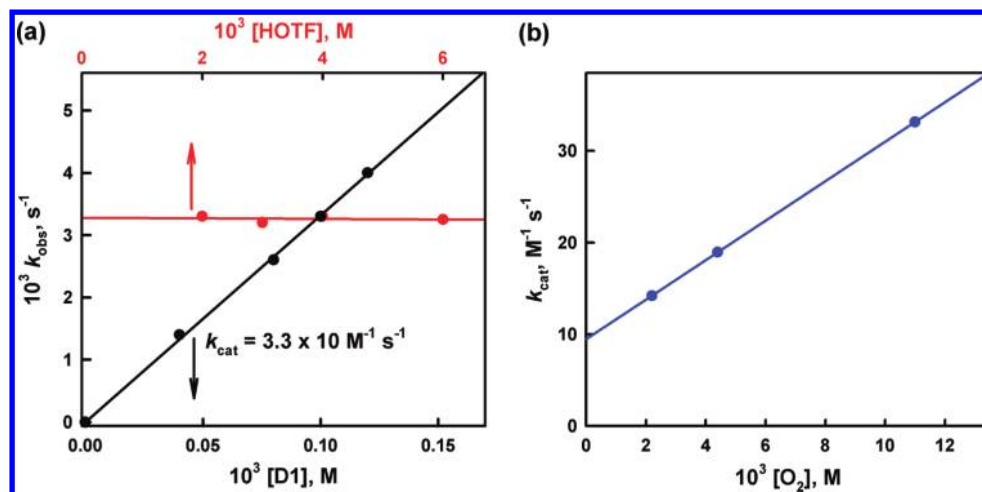 (a)
10³ [HOTF], M
0 2 4 6
10³ k_obs, s⁻¹
5
4
3
2
1
0
k_cat = 3.3 x 10 M⁻¹ s⁻¹
0.00 0.05 0.10 0.15
10³ [D1], M
(b)
k_cat, M⁻¹ s⁻¹
30
20
10
0
0 2 4 6 8 10 12
10³ [O₂], M